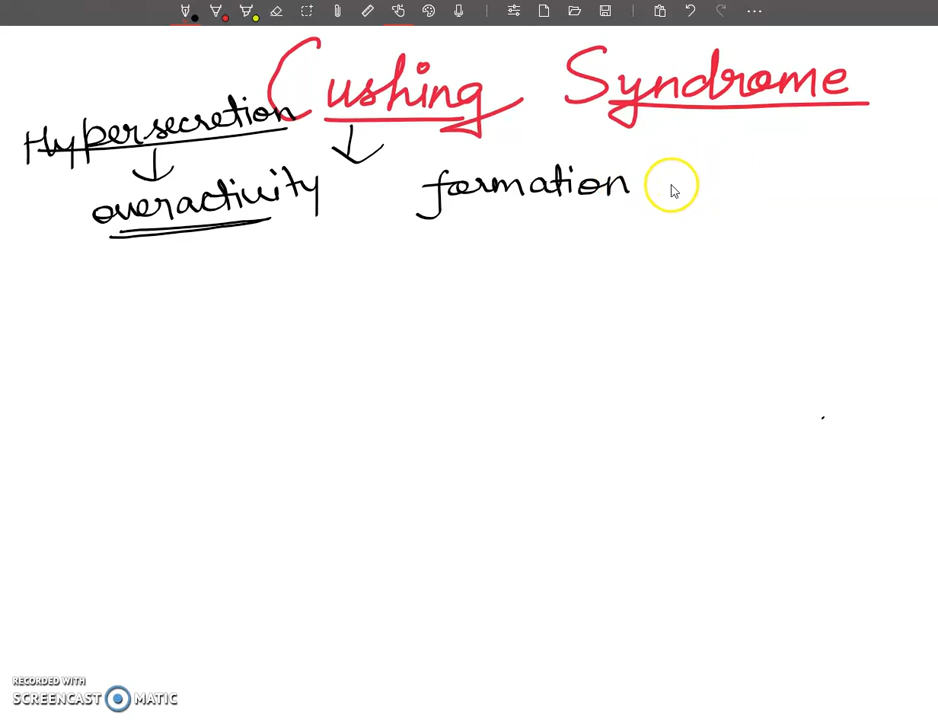 Cushing Syndrome
Hypersecretion
overactivity formation
RECORDED WITH
SCREENCAST MATIC